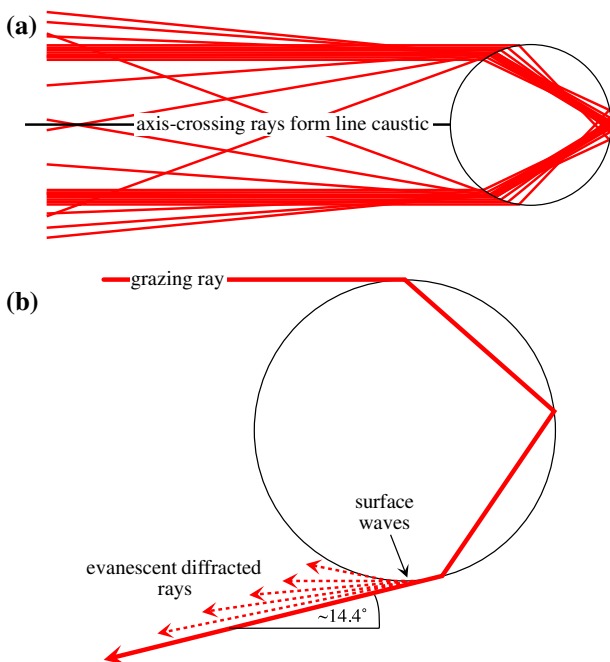 (a)
axis-crossing rays form line caustic
grazing ray
(b)
surface
waves
evanescent diffracted
rays
~14.4°